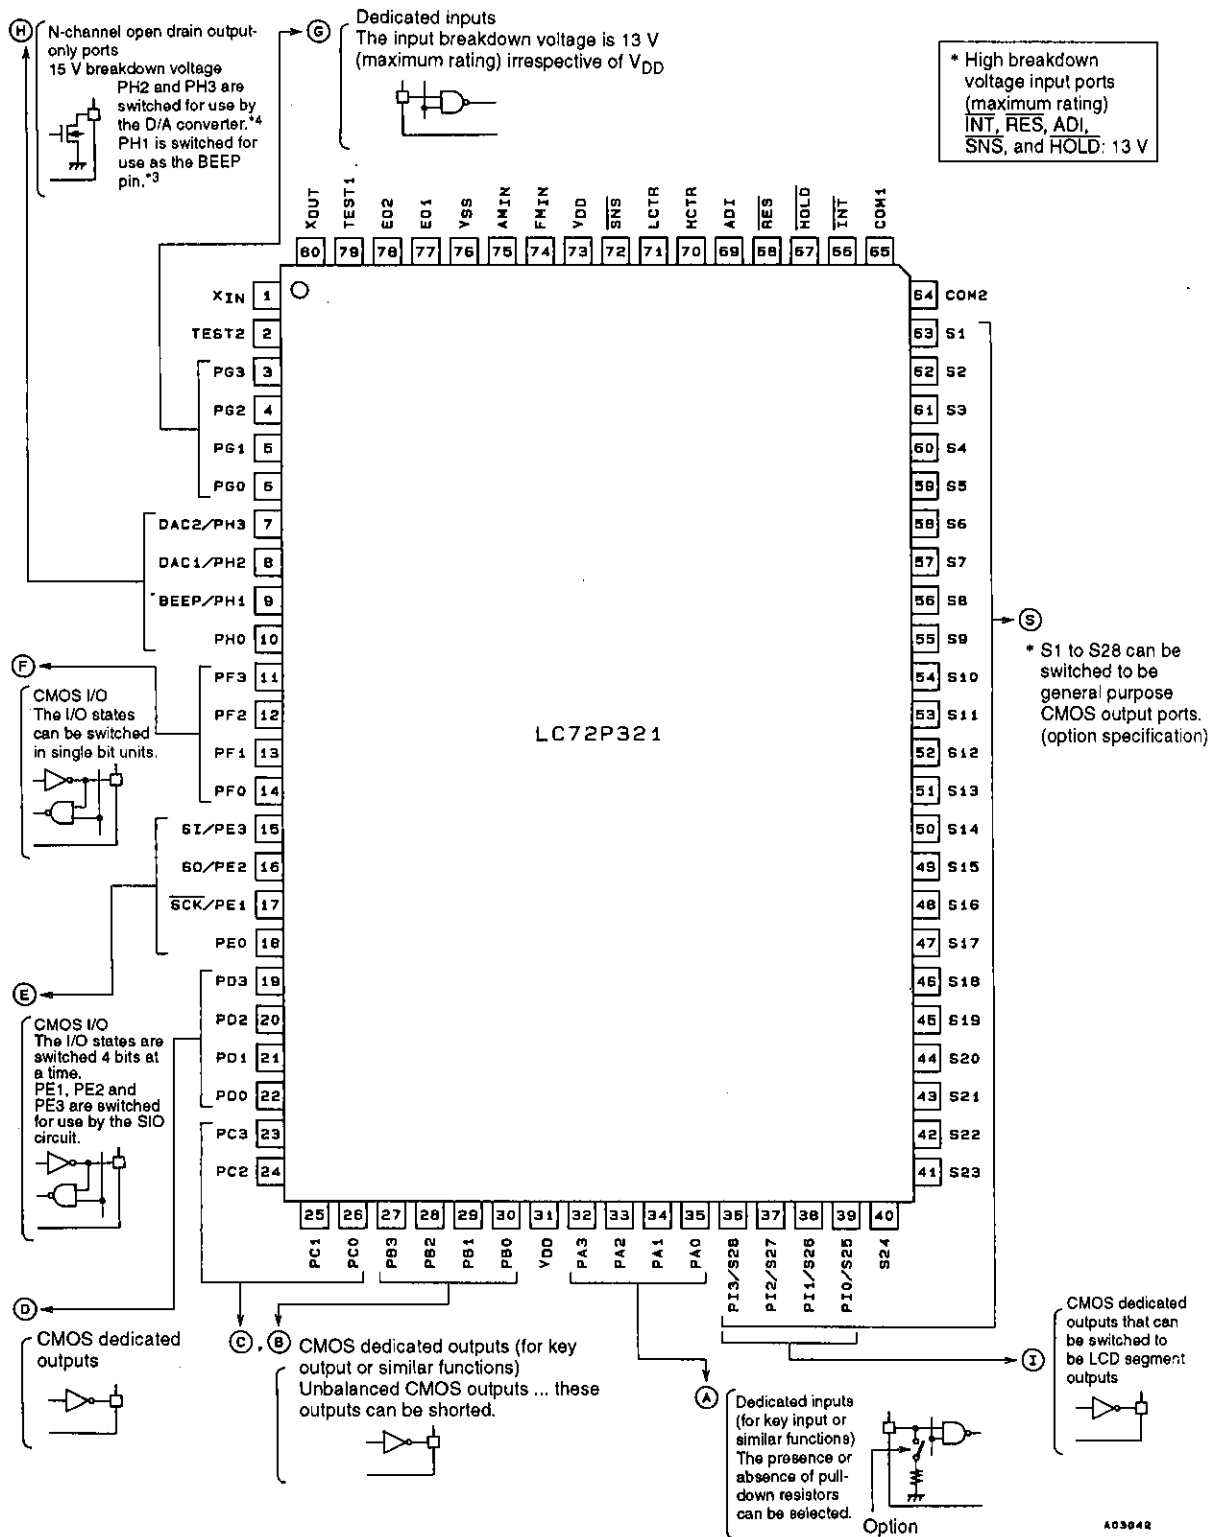 H
N-channel open drain output-
only ports
15 V breakdown voltage
PH2 and PH3 are
switched for use by
the D/A converter.*4
PH1 is switched for
use as the BEEP
pin.*3
G
Dedicated inputs
The input breakdown voltage is 13 V
(maximum rating) irrespective of VDD
* High breakdown
voltage input ports
(maximum rating)
INT, RES, ADI,
SNS, and HOLD: 13 V
XOUT TEST1 EO2 EO1 VSS AMIN FMIN VDD SNS LCTR HCTR ADI RES HOLD INT COM1
80 79 78 77 76 75 74 73 72 71 70 69 68 67 66 65
XIN 1
TEST2 2
PG3 3
PG2 4
PG1 5
PG0 6
DAC2/PH3 7
DAC1/PH2 8
BEEP/PH1 9
PH0 10
PF3 11
PF2 12
PF1 13
PF0 14
SI/PE3 15
SO/PE2 16
SCK/PE1 17
PE0 18
PD3 19
PD2 20
PD1 21
PD0 22
PC3 23
PC2 24
LC72P321
64 COM2
63 S1
62 S2
61 S3
60 S4
59 S5
58 S6
57 S7
56 S8
55 S9
54 S10
53 S11
52 S12
51 S13
50 S14
49 S15
48 S16
47 S17
46 S18
45 S19
44 S20
43 S21
42 S22
41 S23
25 26 27 28 29 30 31 32 33 34 35 36 37 38 39 40
PC1 PC0 PB3 PB2 PB1 PB0 VDD PA3 PA2 PA1 PA0 PI3/S28 PI2/S27 PI1/S26 PI0/S25 S24
S
* S1 to S28 can be
switched to be
general purpose
CMOS output ports.
(option specification)
F
CMOS I/O
The I/O states
can be switched
in single bit units.
E
CMOS I/O
The I/O states are
switched 4 bits at
a time.
PE1, PE2 and
PE3 are switched
for use by the SIO
circuit.
D
CMOS dedicated
outputs
C, B
CMOS dedicated outputs (for key
output or similar functions)
Unbalanced CMOS outputs ... these
outputs can be shorted.
A
Dedicated inputs
(for key input or
similar functions)
The presence or
absence of pull-
down resistors
can be selected.
Option
I
CMOS dedicated
outputs that can
be switched to
be LCD segment
outputs
A03042